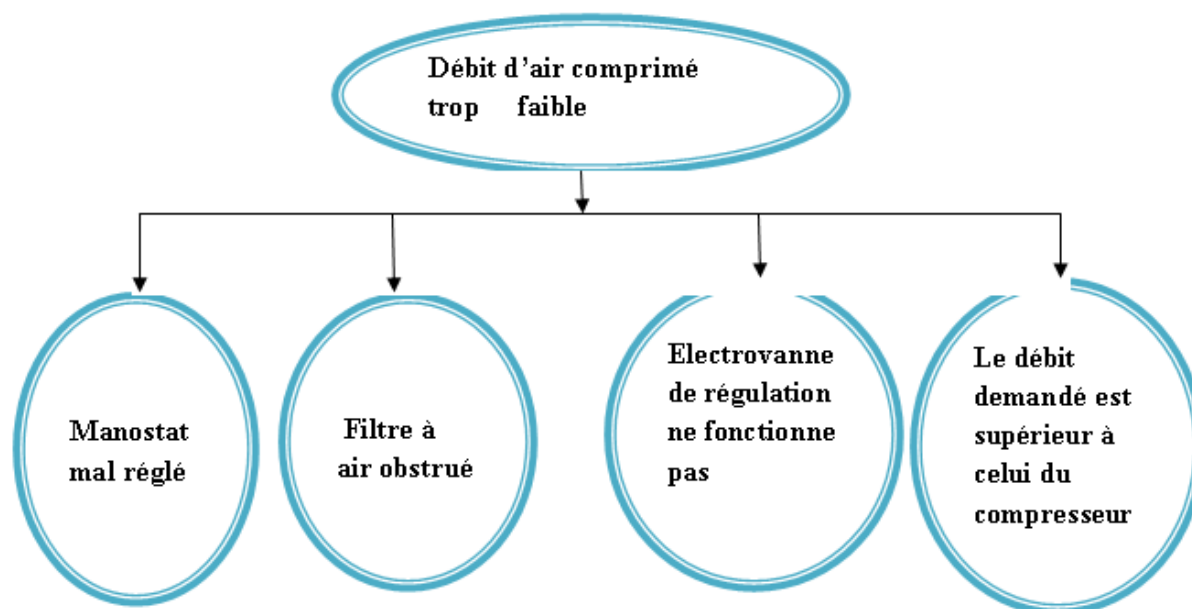 Débit d’air comprimé
trop faible
Manostat
mal réglé
Filtre à
air obstrué
Electrovanne
de régulation
ne fonctionne
pas
Le débit
demandé est
supérieur à
celui du
compresseur